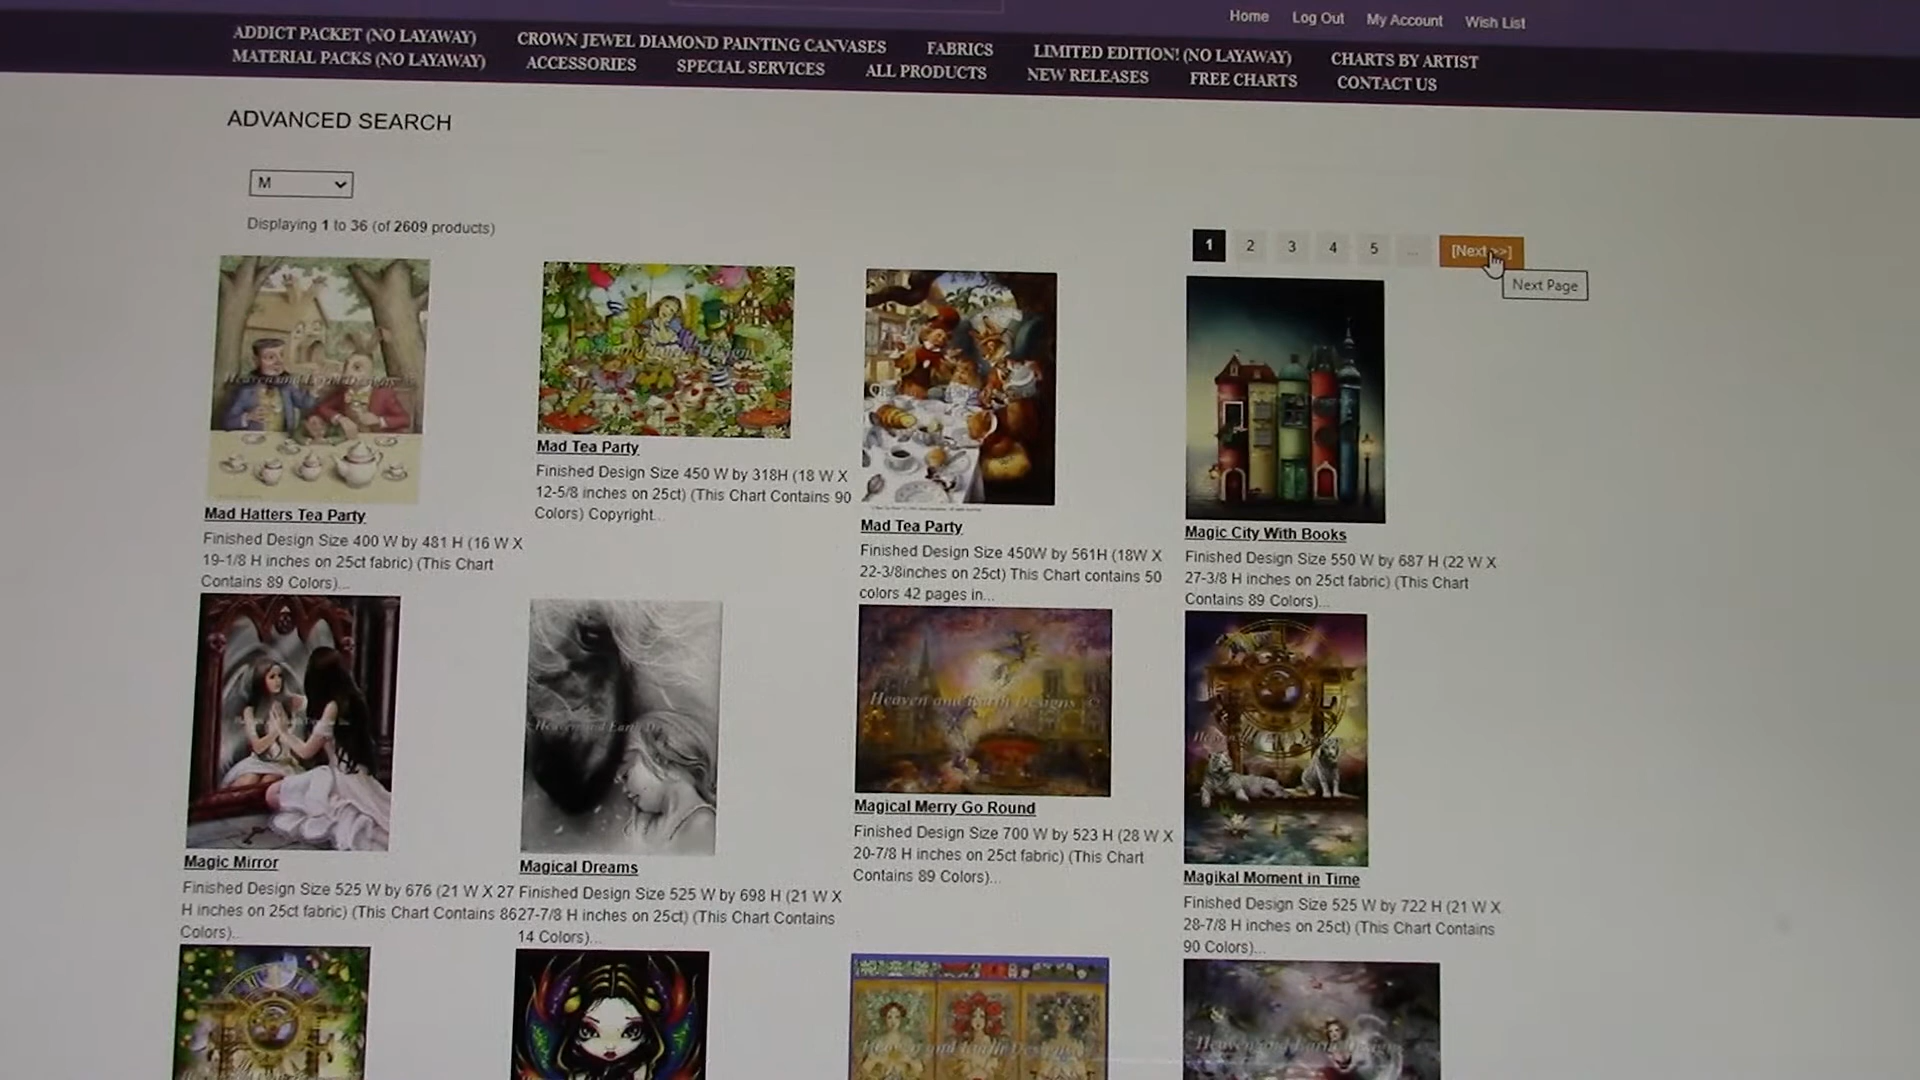 Home Log Out My Account Wish List
ADDICT PACKET (NO LAYAWAY) CROWN JEWEL DIAMOND PAINTING CANVASES FABRICS LIMITED EDITION! (NO LAYAWAY) CHARTS BY ARTIST
MATERIAL PACKS (NO LAYAWAY) ACCESSORIES SPECIAL SERVICES ALL PRODUCTS NEW RELEASES FREE CHARTS CONTACT US
ADVANCED SEARCH
M
Displaying 1 to 36 (of 2609 products)
1 2 3 4 5 ... [Next >>]
Next Page
Mad Hatters Tea Party
Finished Design Size 400 W by 481 H (16 W X
19-1/8 H inches on 25ct fabric) (This Chart
Contains 89 Colors)...
Mad Tea Party
Finished Design Size 450 W by 318H (18 W X
12-5/8 inches on 25ct) (This Chart Contains 90
Colors) Copyright...
Mad Tea Party
Finished Design Size 450W by 561H (18W X
22-3/8inches on 25ct) This Chart contains 50
colors 42 pages in...
Magic City With Books
Finished Design Size 550 W by 687 H (22 W X
27-3/8 H inches on 25ct fabric) (This Chart
Contains 89 Colors)...
Heaven and Earth Designs ©
Magic Mirror
Finished Design Size 525 W by 676 (21 W X 27
H inches on 25ct fabric) (This Chart Contains 86
Colors)...
Magical Dreams
Finished Design Size 525 W by 698 H (21 W X
27-7/8 H inches on 25ct) (This Chart Contains
14 Colors)...
Magical Merry Go Round
Finished Design Size 700 W by 523 H (28 W X
20-7/8 H inches on 25ct fabric) (This Chart
Contains 89 Colors)...
Magikal Moment in Time
Finished Design Size 525 W by 722 H (21 W X
28-7/8 H inches on 25ct) (This Chart Contains
90 Colors)...